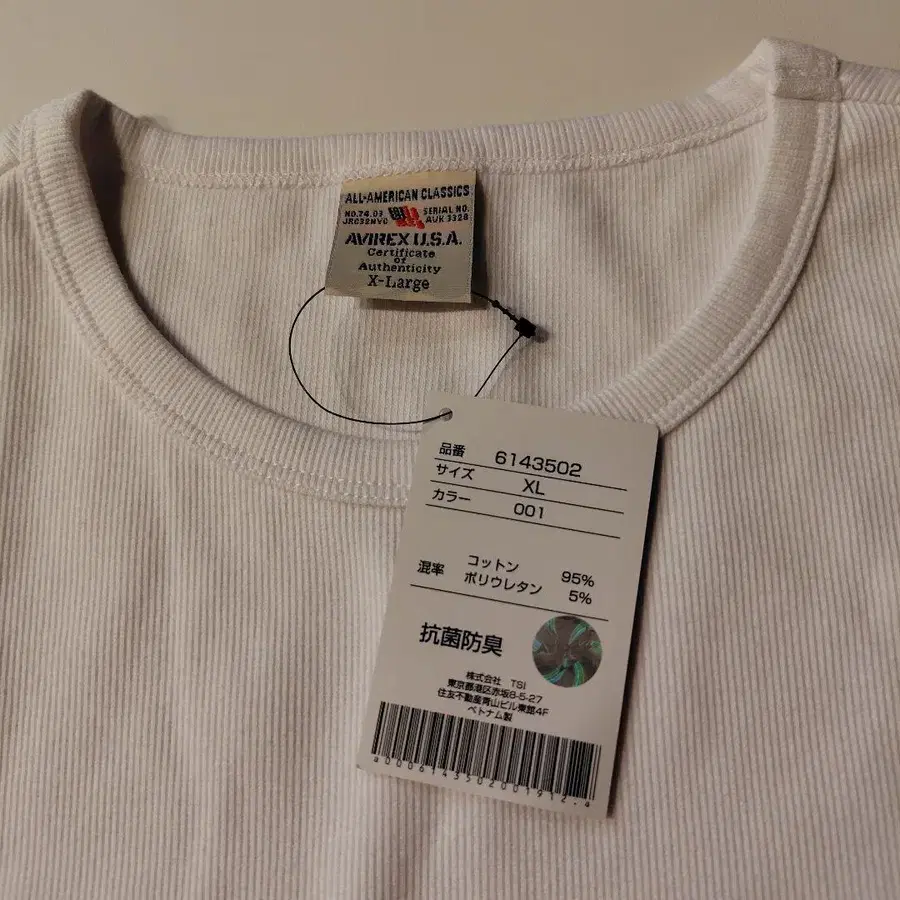 ALL-AMERICAN CLASSICS
NO.74.03 SERIAL NO.
JRC32NVC AUK 3328
AVIREX U.S.A.
Certificate
of
Authenticity
X-Large
品番 6143502
サイズ XL
カラー 001
混率 コットン 95%
ポリウレタン 5%
抗菌防臭
株式会社 TSI
東京都港区赤坂8-5-27
住友不動産青山ビル東館4F
ベトナム製
a0006143502001912.a